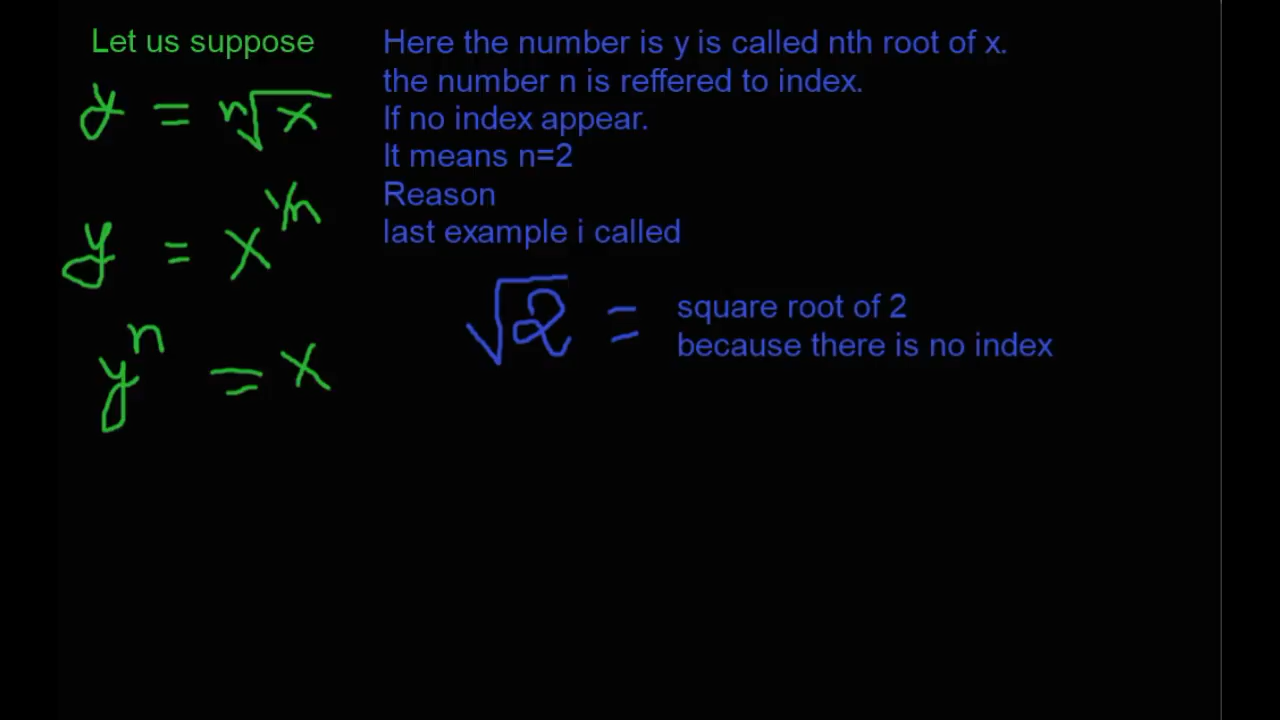 Let us suppose
y = ⁿ√x
y = x^1/n
yⁿ = x
Here the number is y is called nth root of x.
the number n is reffered to index.
If no index appear.
It means n=2
Reason
last example i called
√2 =
square root of 2
because there is no index